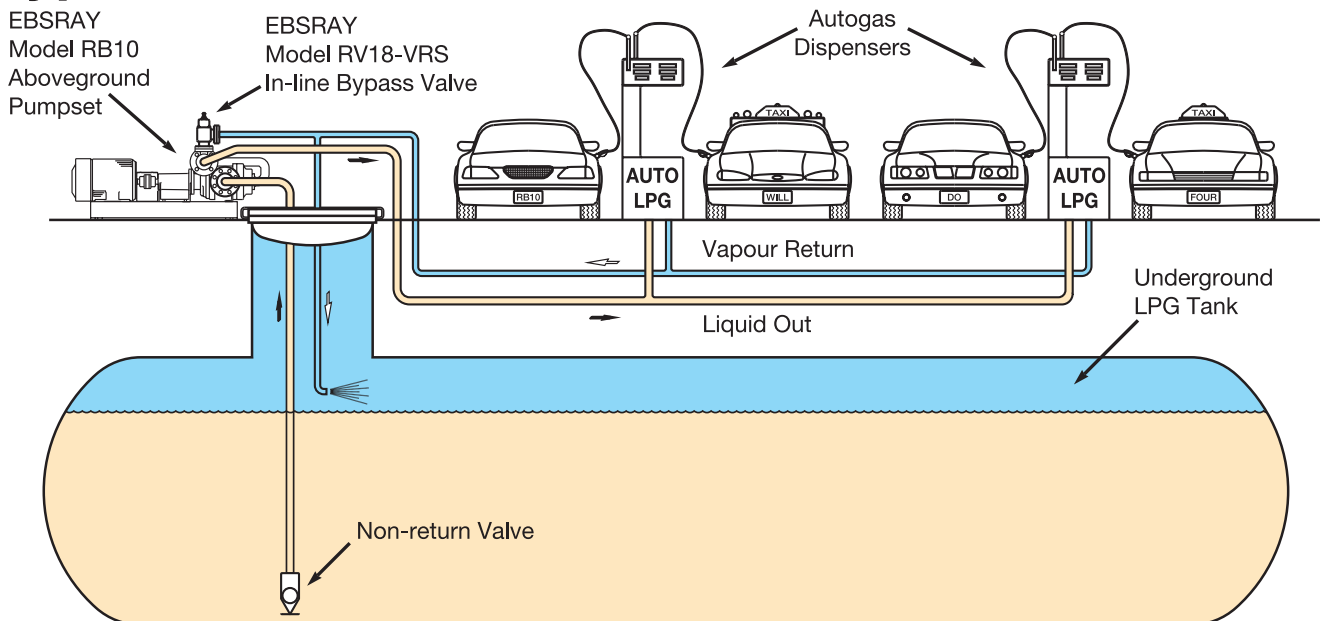 EBSRAY
Model RB10
Aboveground
Pumpset
EBSRAY
Model RV18-VRS
In-line Bypass Valve
Autogas
Dispensers
TAXI
TAXI
AUTO
LPG
AUTO
LPG
RB10
WILL
DO
FOUR
Vapour Return
Liquid Out
Underground
LPG Tank
Non-return Valve